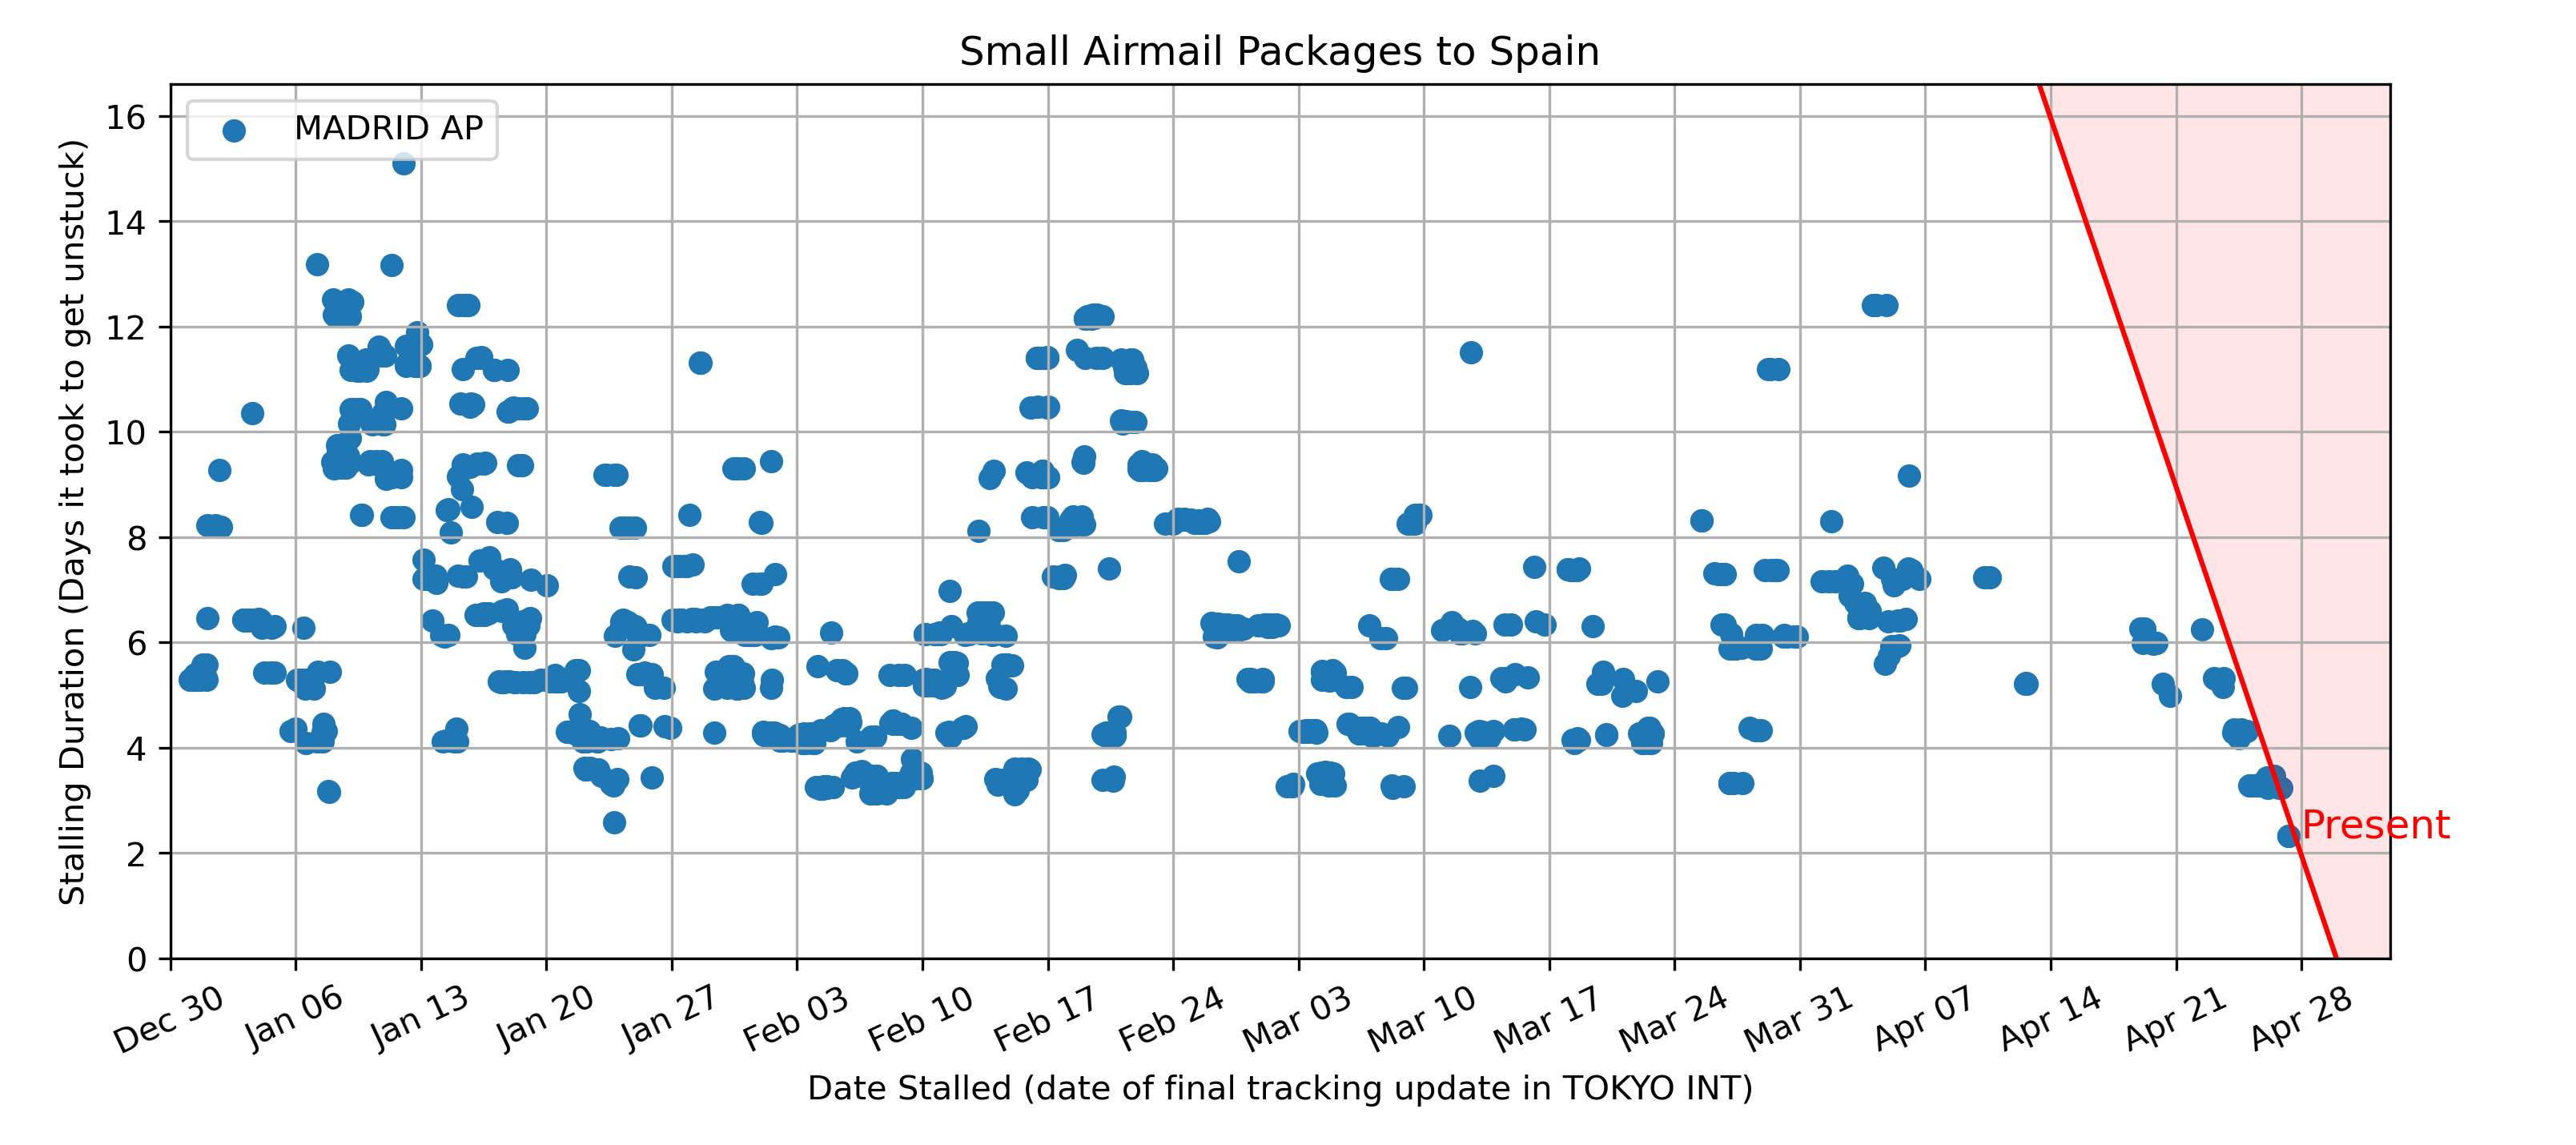 Small Airmail Packages to Spain
MADRID AP
Stalling Duration (Days it took to get unstuck)
16
14
12
10
8
6
4
2
0
Present
Dec 30
Jan 06
Jan 13
Jan 20
Jan 27
Feb 03
Feb 10
Feb 17
Feb 24
Mar 03
Mar 10
Mar 17
Mar 24
Mar 31
Apr 07
Apr 14
Apr 21
Apr 28
Date Stalled (date of final tracking update in TOKYO INT)